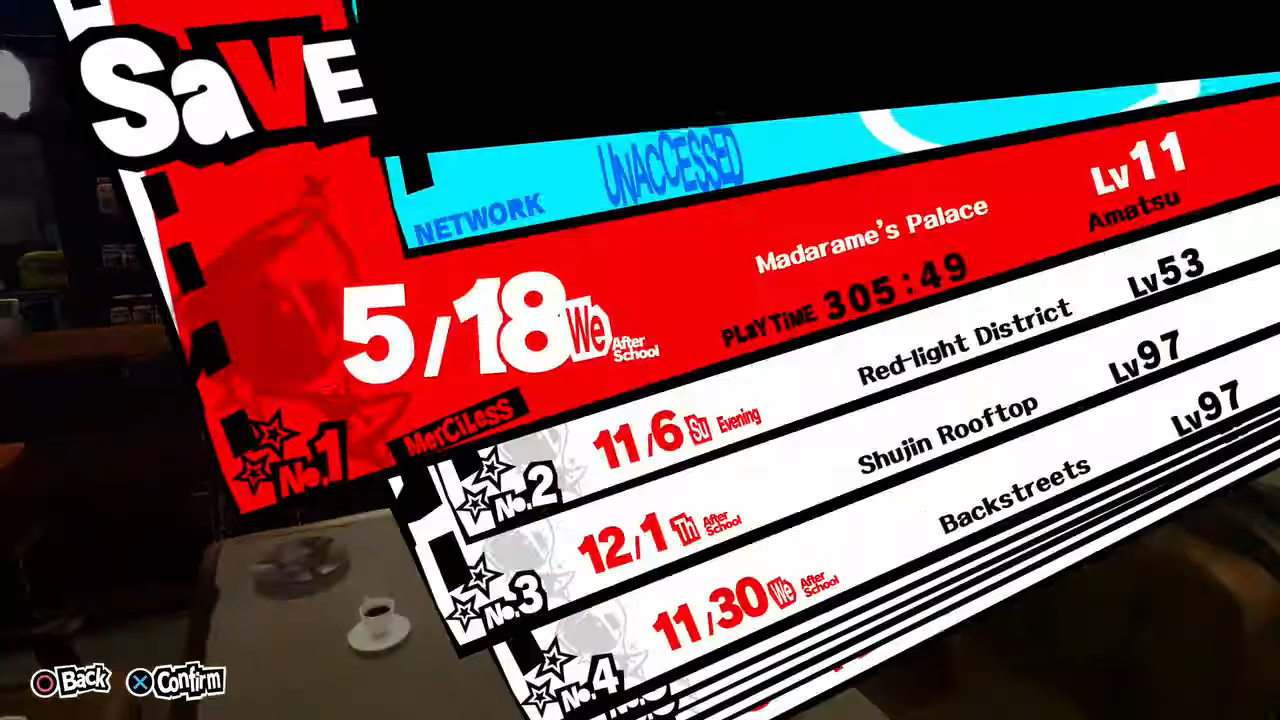 SaVE
NETWORK UNACCESSED
5/18 We After School
Madarame's Palace
Lv11
PLaY TiME 305:49
Amatsu
No.1
MerCiLesS
11/6 Su Evening
Red-light District
Lv53
No.2
12/1 Th After School
Shujin Rooftop
Lv97
No.3
11/30 We After School
Backstreets
Lv97
No.4
Back Confirm